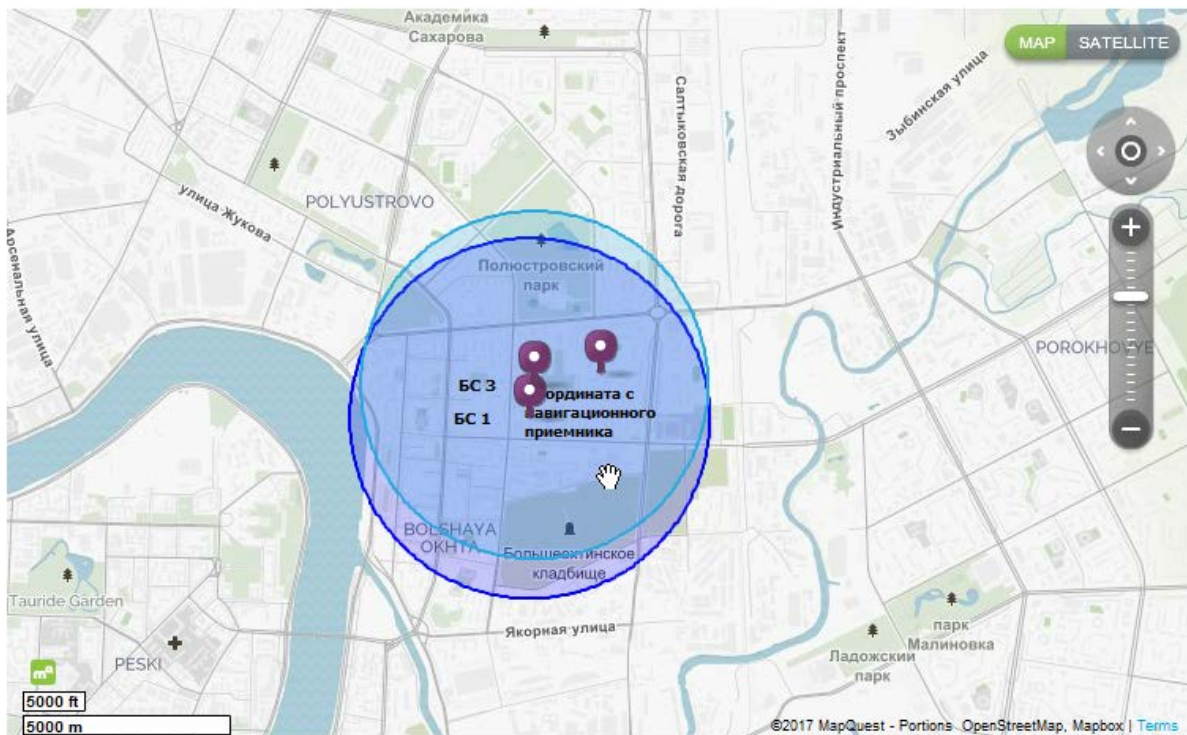 Академика
Сахарова
MAP SATELLITE
Салтыковская дорога
Индустриальный проспект
Зыбинская улица
POLYUSTROVO
улица Жукова
Арсенальная улица
Полюстровский
парк
POROKHOVYE
БС 3
ордината с
БС 1
навигационного
приемника
BOLSHAYA
OKHTA
Большеохтинское
кладбище
Tauride Garden
Якорная улица
парк
Малиновка
PESKI
Ладожский
парк
mq
5000 ft
5000 m
©2017 MapQuest - Portions OpenStreetMap, Mapbox | Terms